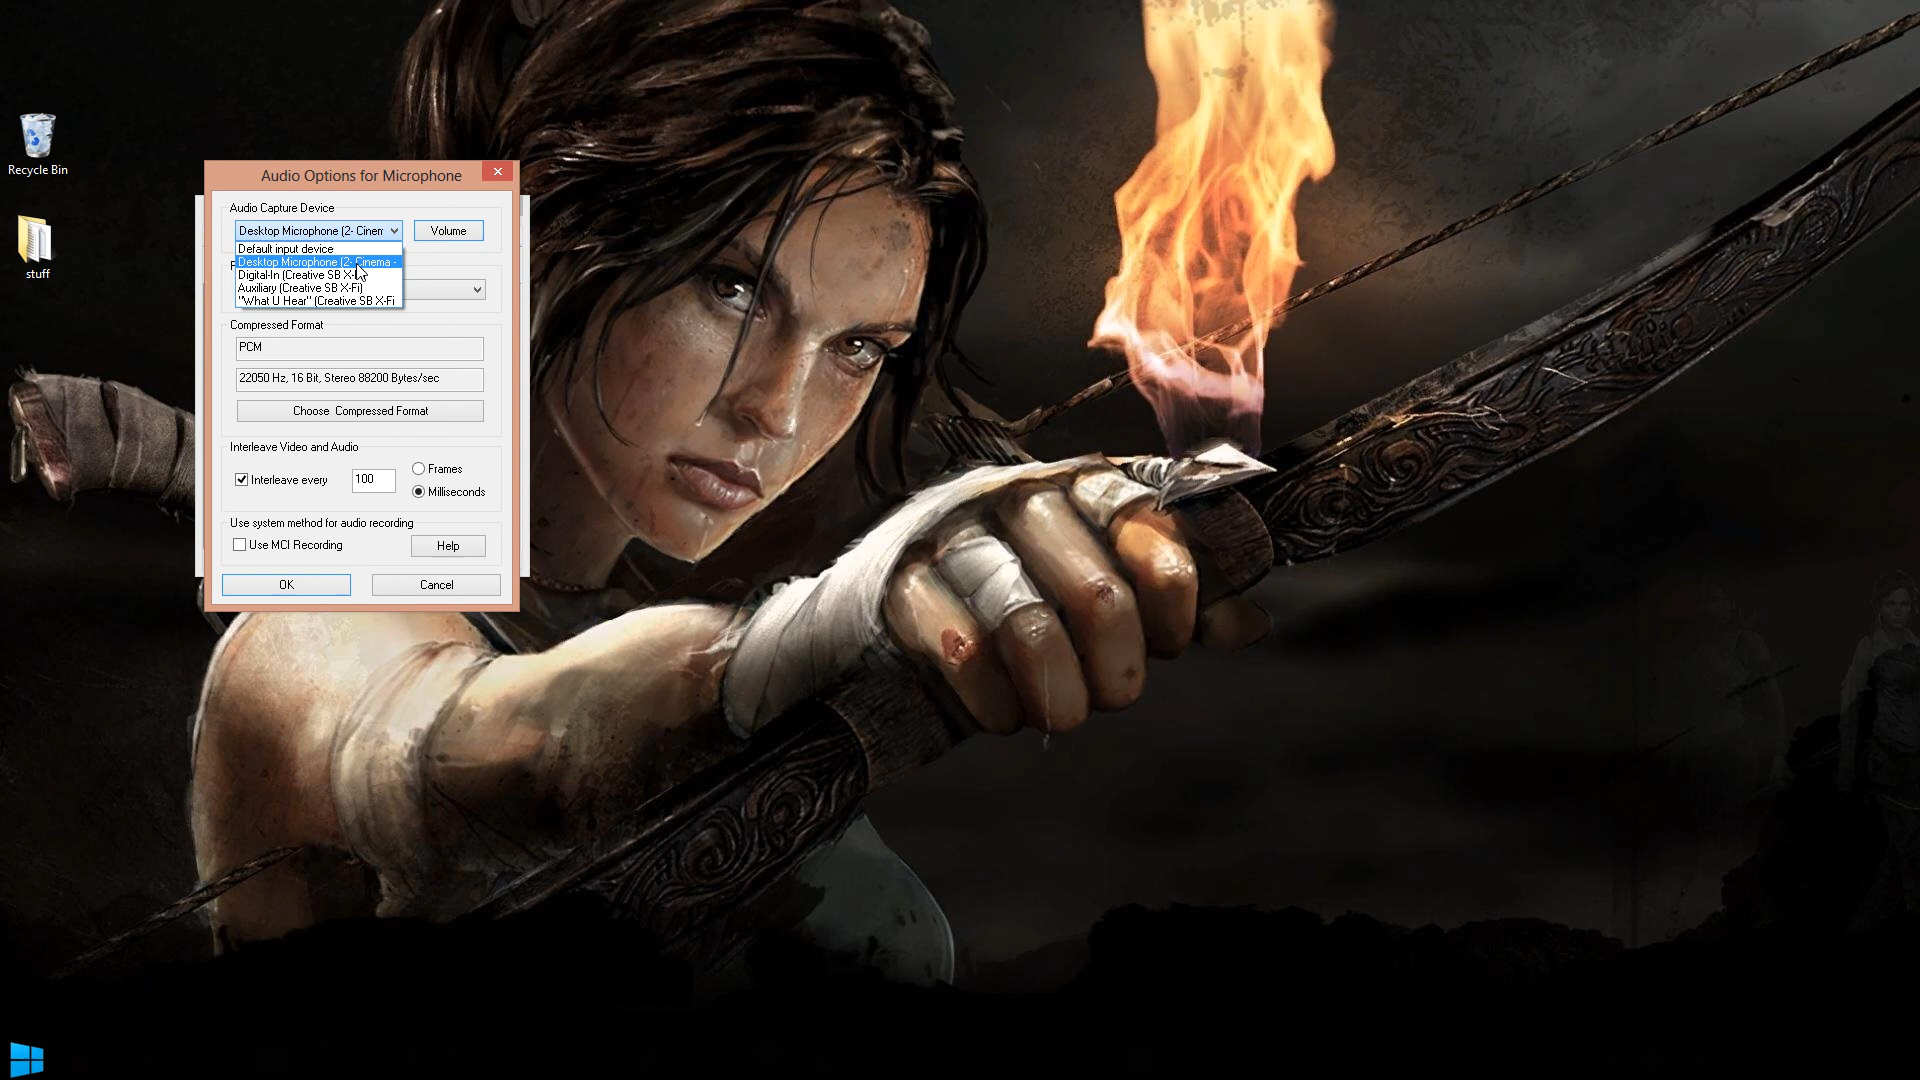 Recycle Bin
stuff
Audio Options for Microphone
Audio Capture Device
Desktop Microphone (2- Cinem
Volume
Default input device
Desktop Microphone (2- Cinema -
Digital-In (Creative SB X-
Auxiliary (Creative SB X-Fi)
"What U Hear" (Creative SB X-Fi
Compressed Format
PCM
22050 Hz, 16 Bit, Stereo 88200 Bytes/sec
Choose Compressed Format
Interleave Video and Audio
Interleave every
100
Frames
Milliseconds
Use system method for audio recording
Use MCI Recording
Help
OK
Cancel